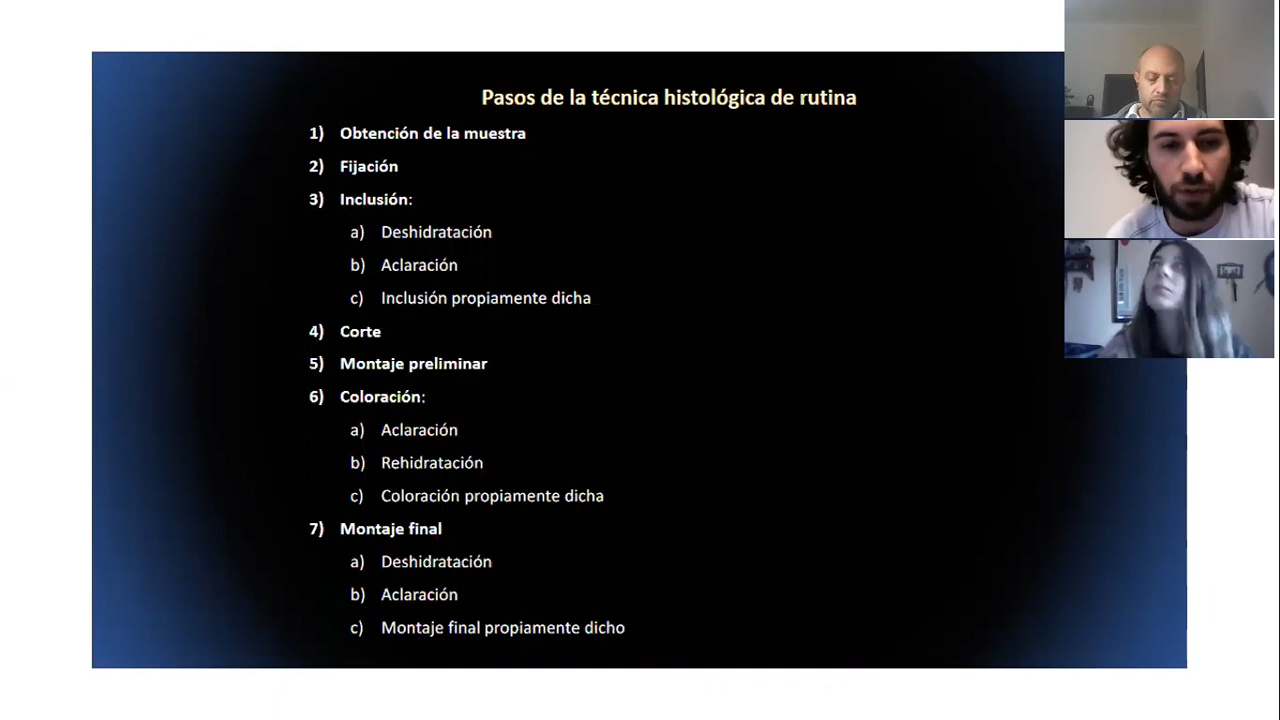 Pasos de la técnica histológica de rutina
1) Obtención de la muestra
2) Fijación
3) Inclusión:
a) Deshidratación
b) Aclaración
c) Inclusión propiamente dicha
4) Corte
5) Montaje preliminar
6) Coloración:
a) Aclaración
b) Rehidratación
c) Coloración propiamente dicha
7) Montaje final
a) Deshidratación
b) Aclaración
c) Montaje final propiamente dicho